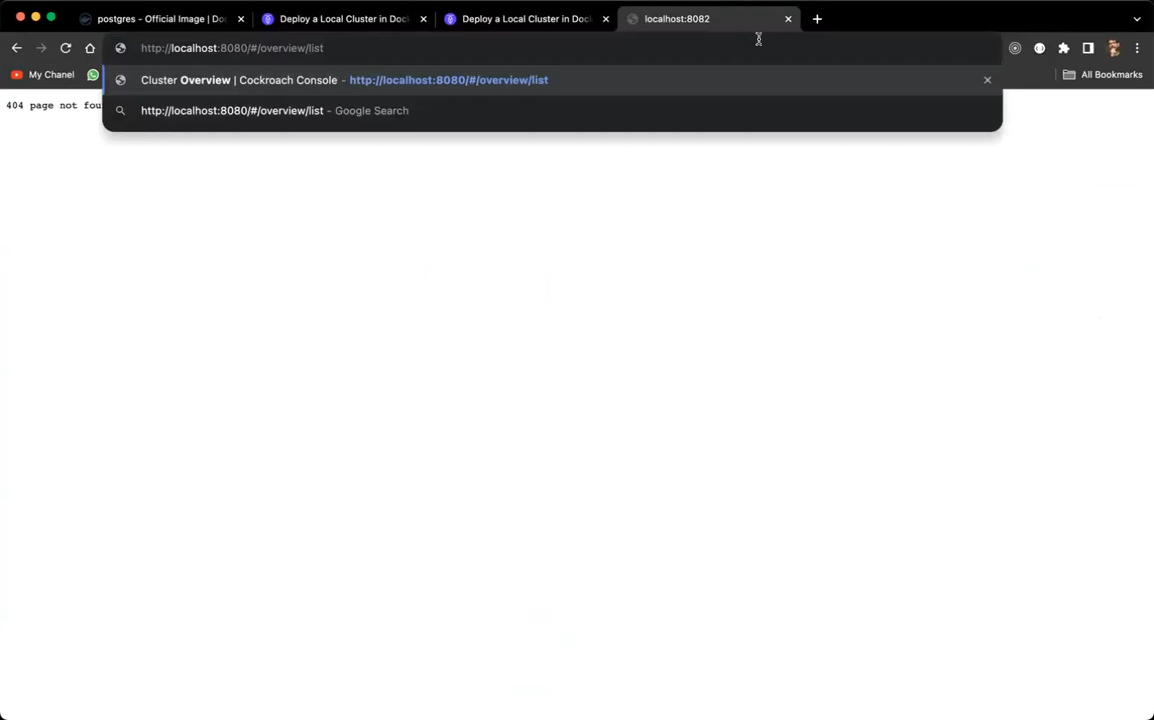 postgres - Official Image | Do
Deploy a Local Cluster in Dock
Deploy a Local Cluster in Dock
localhost:8082
http://localhost:8080/#/overview/list
My Chanel
All Bookmarks
Cluster Overview | Cockroach Console - http://localhost:8080/#/overview/list
http://localhost:8080/#/overview/list - Google Search
404 page not fou